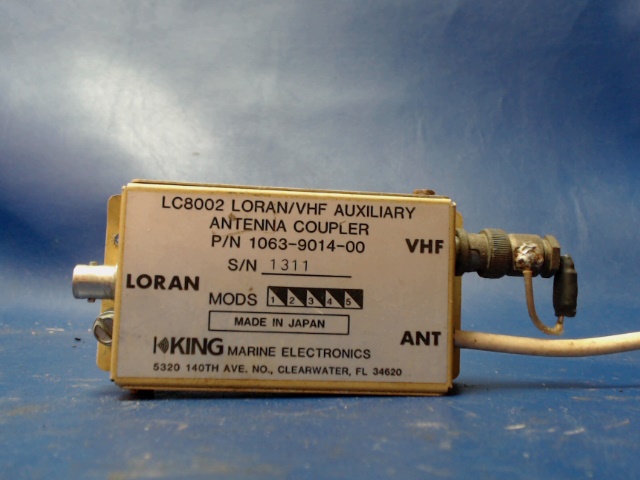 LC8002 LORAN/VHF AUXILIARY
ANTENNA COUPLER
P/N 1063-9014-00
VHF
S/N 1311
LORAN
MODS 1 2 3 4 5
MADE IN JAPAN
ANT
KING MARINE ELECTRONICS
5320 140TH AVE. NO., CLEARWATER, FL 34620